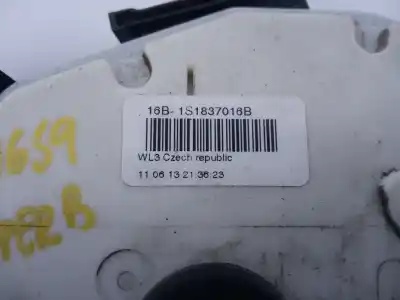 16B- 1S1837016B
WL3 Czech republic
11 06 13 21:36:23